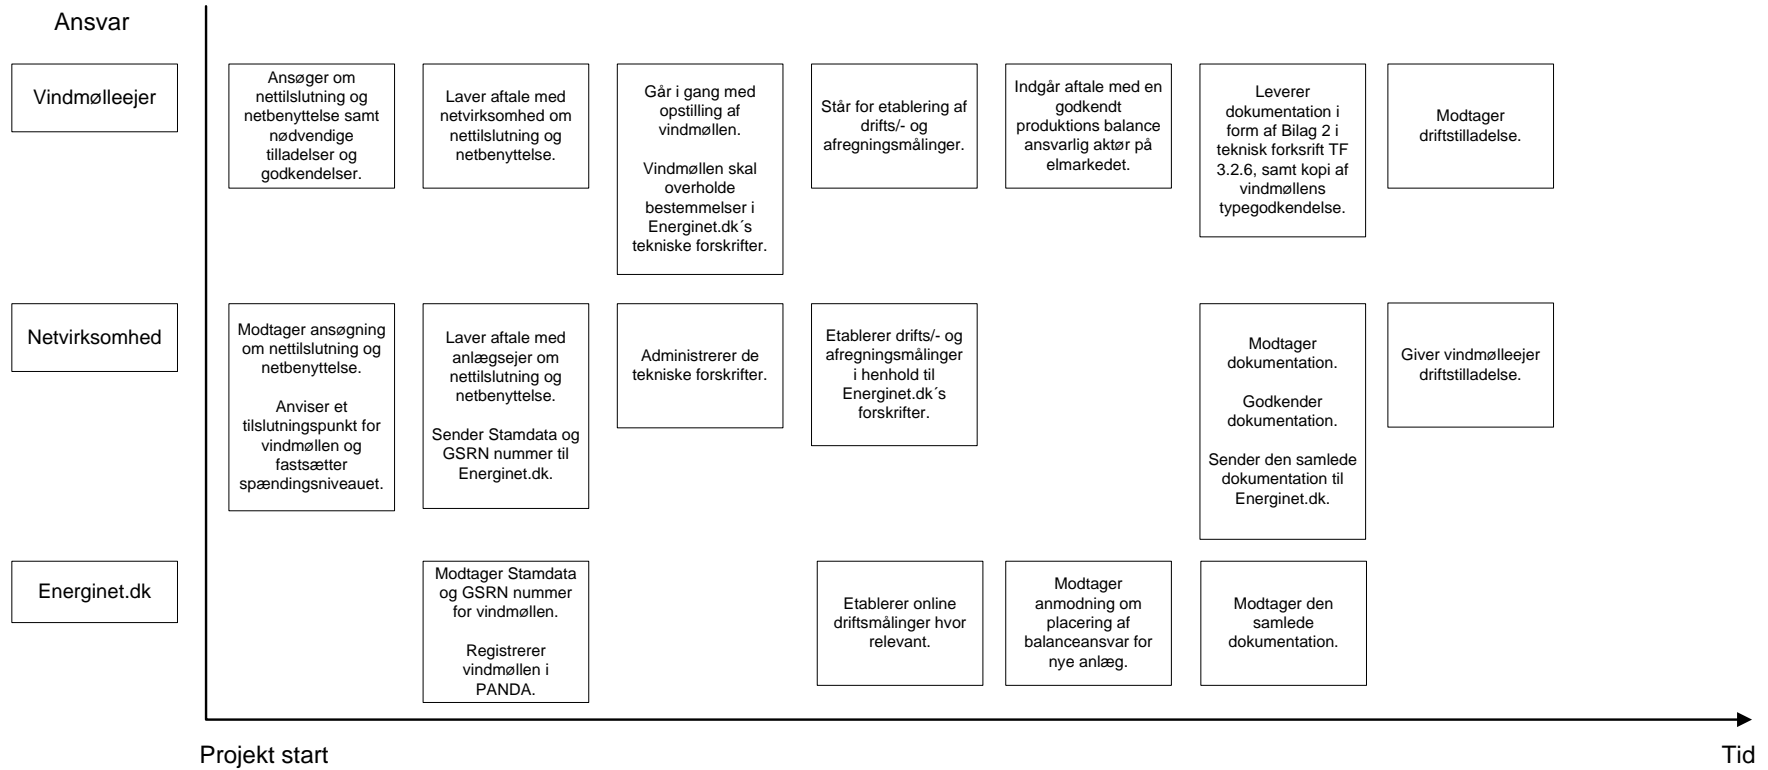 Ansvar
Vindmølleejer
Ansøger om
nettilslutning og
netbenyttelse samt
nødvendige
tilladelser og
godkendelser.
Laver aftale med
netvirksomhed om
nettilslutning og
netbenyttelse.
Går i gang med
opstilling af
vindmøllen.
Vindmøllen skal
overholde
bestemmelser i
Energinet.dk´s
tekniske forskrifter.
Står for etablering af
drifts/- og
afregningsmålinger.
Indgår aftale med en
godkendt
produktions balance
ansvarlig aktør på
elmarkedet.
Leverer
dokumentation i
form af Bilag 2 i
teknisk forksrift TF
3.2.6, samt kopi af
vindmøllens
typegodkendelse.
Modtager
driftstilladelse.
Netvirksomhed
Modtager ansøgning
om nettilslutning og
netbenyttelse.
Anviser et
tilslutningspunkt for
vindmøllen og
fastsætter
spændingsniveauet.
Laver aftale med
anlægsejer om
nettilslutning og
netbenyttelse.
Sender Stamdata og
GSRN nummer til
Energinet.dk.
Administrerer de
tekniske forskrifter.
Etablerer drifts/- og
afregningsmålinger
i henhold til
Energinet.dk´s
forskrifter.
Modtager
dokumentation.
Godkender
dokumentation.
Sender den samlede
dokumentation til
Energinet.dk.
Giver vindmølleejer
driftstilladelse.
Energinet.dk
Modtager Stamdata
og GSRN nummer
for vindmøllen.
Registrerer
vindmøllen i
PANDA.
Etablerer online
driftsmålinger hvor
relevant.
Modtager
anmodning om
placering af
balanceansvar for
nye anlæg.
Modtager den
samlede
dokumentation.
Projekt start
Tid